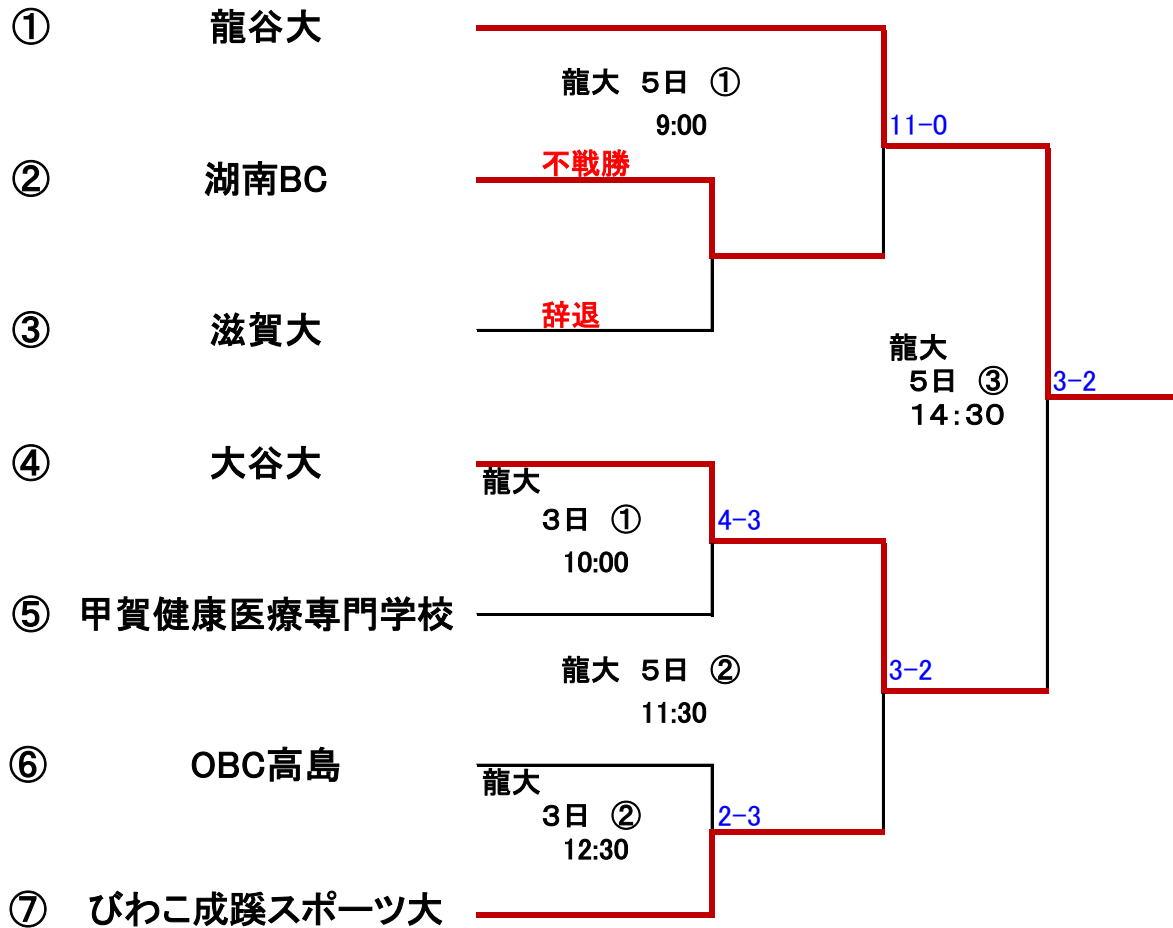 ① 龍谷大
龍大 5日 ①
9:00
11-0
② 湖南BC
不戦勝
③ 滋賀大
辞退
龍大
5日 ③
14:30
3-2
④ 大谷大
龍大
3日 ①
10:00
4-3
⑤ 甲賀健康医療専門学校
龍大 5日 ②
11:30
3-2
⑥ OBC高島
龍大
3日 ②
12:30
2-3
⑦ びわこ成蹊スポーツ大